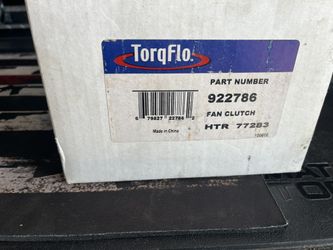 TorqFlo.
PART NUMBER
922786
FAN CLUTCH
Made in China
HTR 77283